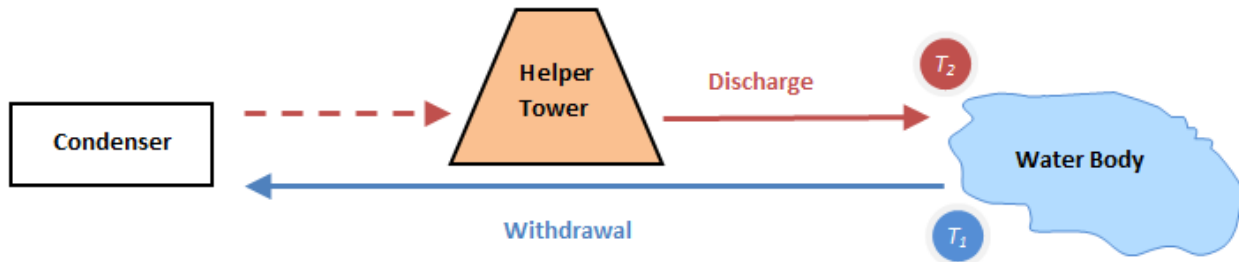 Helper
Tower
Discharge
T2
Condenser
Water Body
Withdrawal
T1